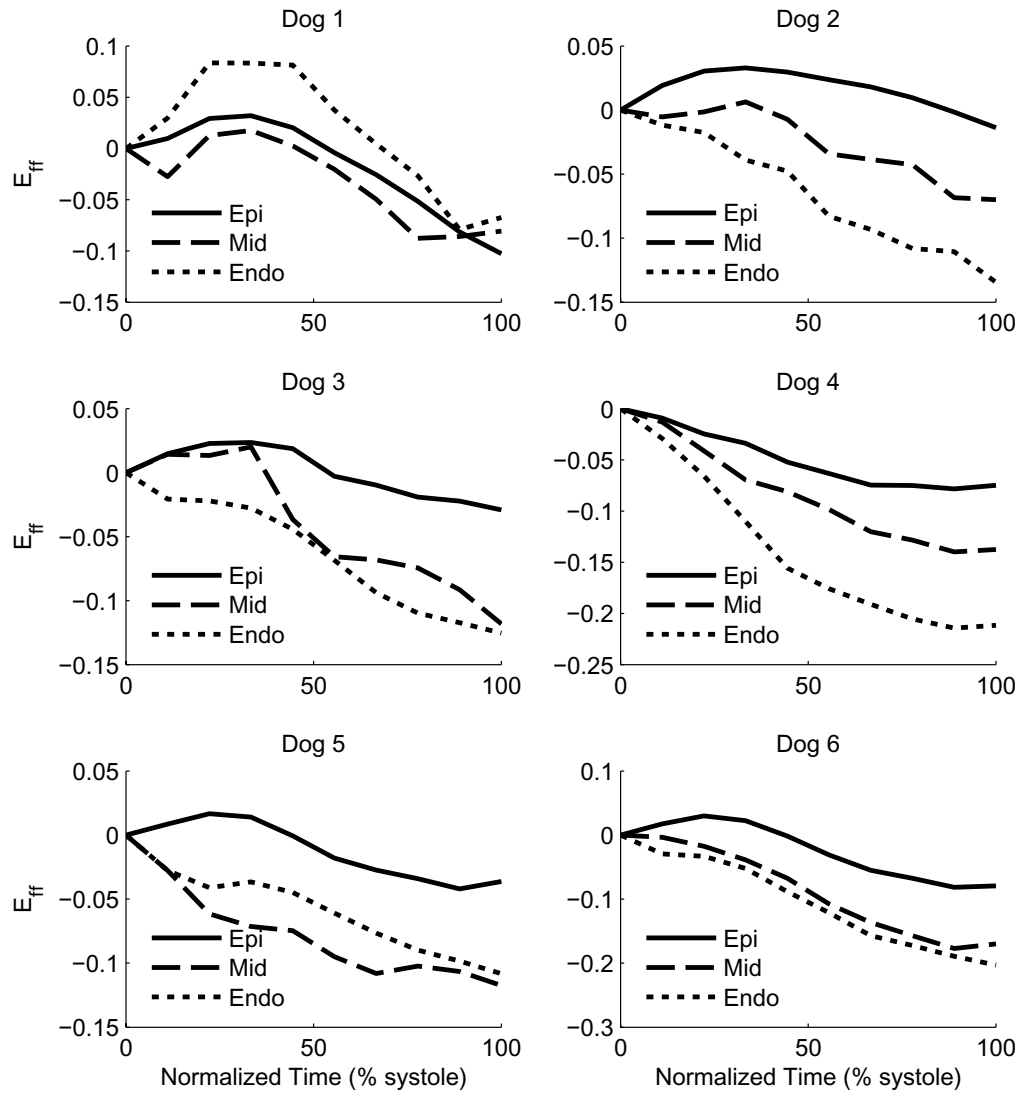 Dog 1
0.1
0.05
0
−0.05
−0.1
−0.15
E_ff
Epi
Mid
Endo
0
50
100
Dog 2
0.05
0
0.05
−0.1
−0.15
Epi
Mid
Endo
0
50
100
Dog 3
0.05
0
−0.05
−0.1
−0.15
E_ff
Epi
Mid
Endo
0
50
100
Dog 4
0
−0.05
−0.1
−0.15
−0.2
−0.25
Epi
Mid
Endo
0
50
100
Dog 5
0.05
0
−0.05
−0.1
−0.15
E_ff
Epi
Mid
Endo
0
50
100
Normalized Time (% systole)
Dog 6
0.1
0
−0.1
−0.2
−0.3
Epi
Mid
Endo
0
50
100
Normalized Time (% systole)